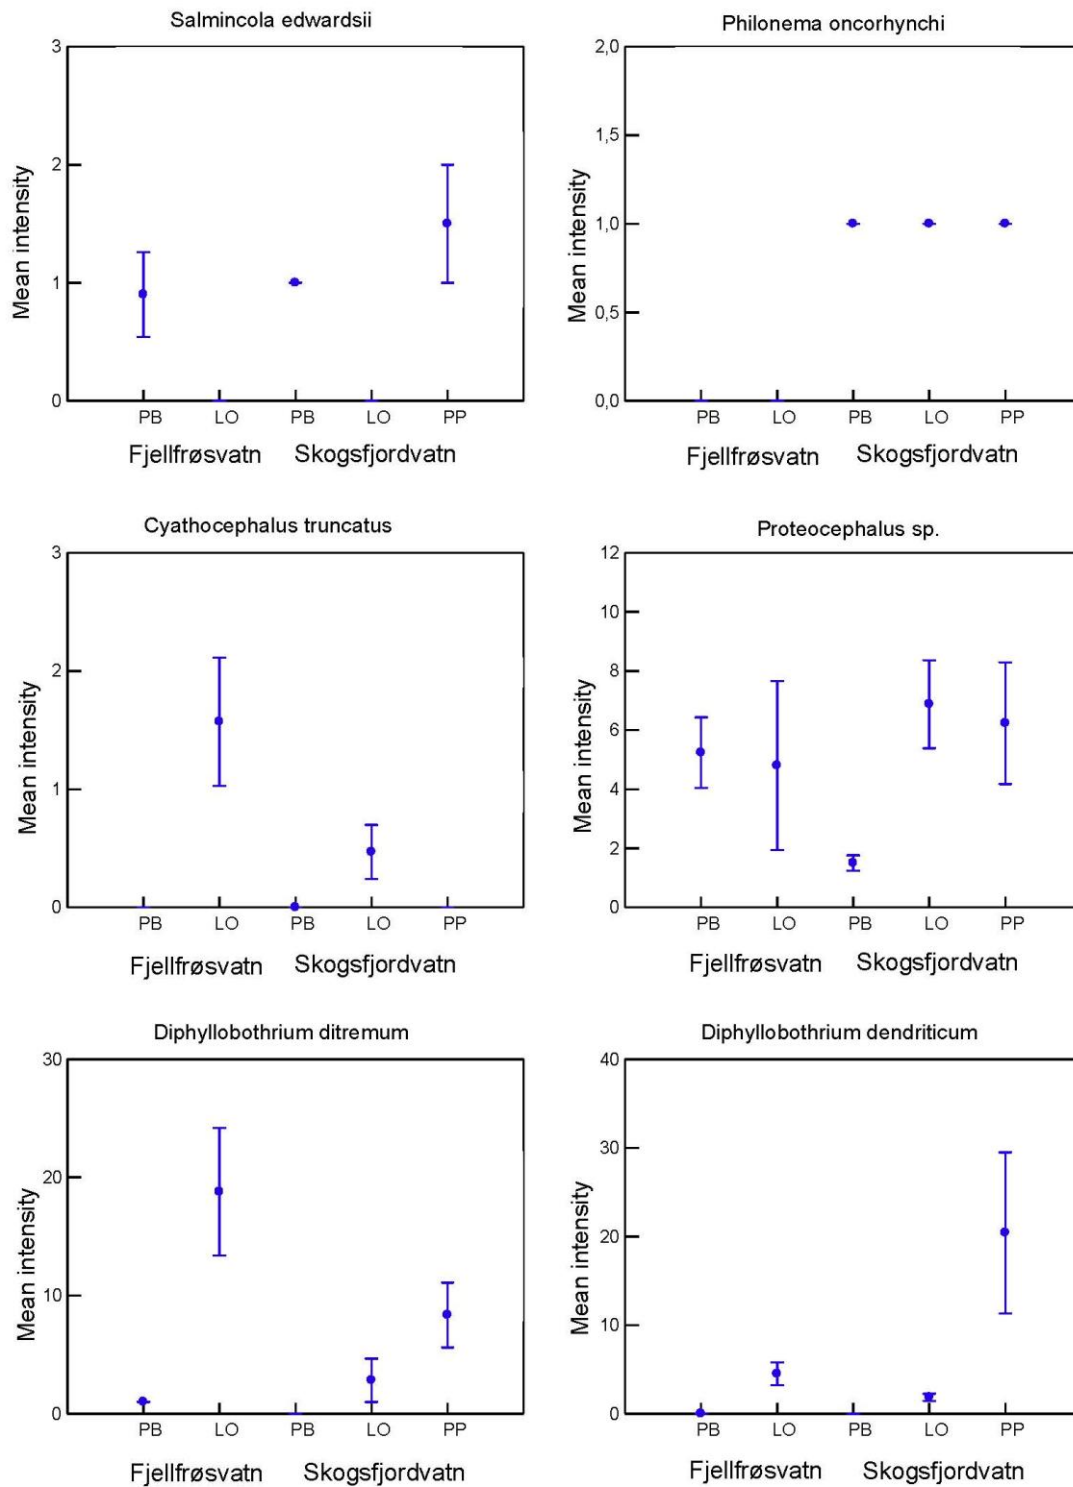 Salmincola edwardsii
3
2
1
0
Mean intensity
PB LO PB LO PP
Fjellfrøsvatn Skogsfjordvatn
Philonema oncorhynchi
2,0
1,5
1,0
0,5
0,0
Mean intensity
PB LO PB LO PP
Fjellfrøsvatn Skogsfjordvatn
Cyathocephalus truncatus
3
2
1
0
Mean intensity
PB LO PB LO PP
Fjellfrøsvatn Skogsfjordvatn
Proteocephalus sp.
12
10
8
6
4
2
0
Mean intensity
PB LO PB LO PP
Fjellfrøsvatn Skogsfjordvatn
Diphyllobothrium ditremum
30
20
10
0
Mean intensity
PB LO PB LO PP
Fjellfrøsvatn Skogsfjordvatn
Diphyllobothrium dendriticum
40
30
20
10
0
Mean intensity
PB LO PB LO PP
Fjellfrøsvatn Skogsfjordvatn